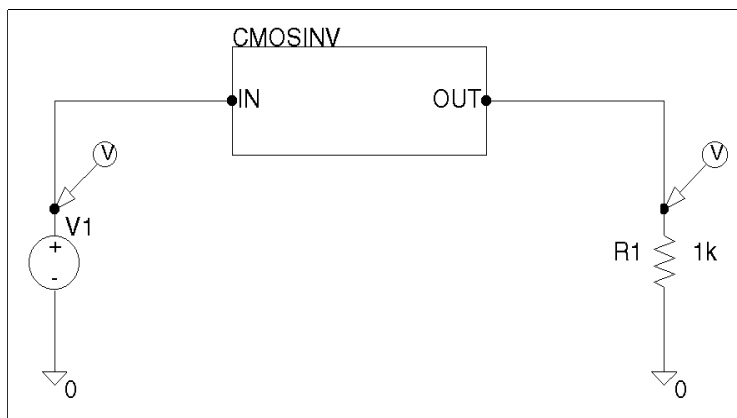 CMOSINV
IN
OUT
V
V
V1
+
-
R1
1k
0
0